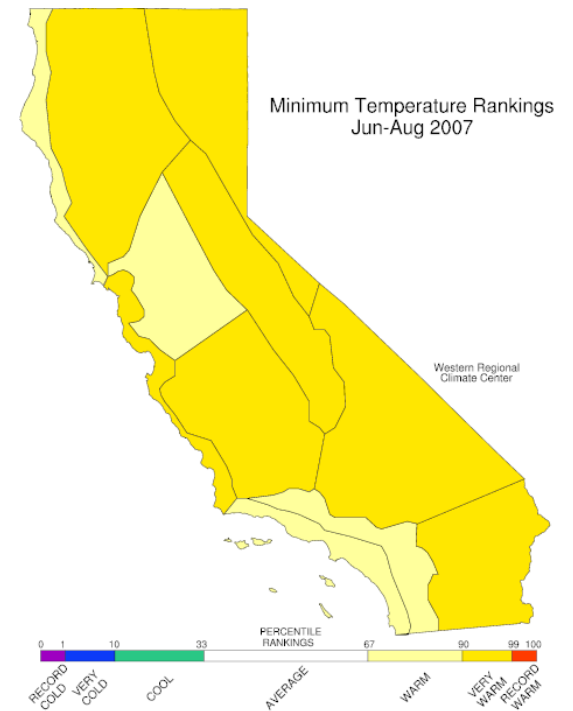 Minimum Temperature Rankings
Jun-Aug 2007
Western Regional
Climate Center
PERCENTILE
RANKINGS
0 1 10 33 67 90 99 100
RECORD
COLD
VERY
COLD
COOL
AVERAGE
WARM
VERY
WARM
RECORD
WARM